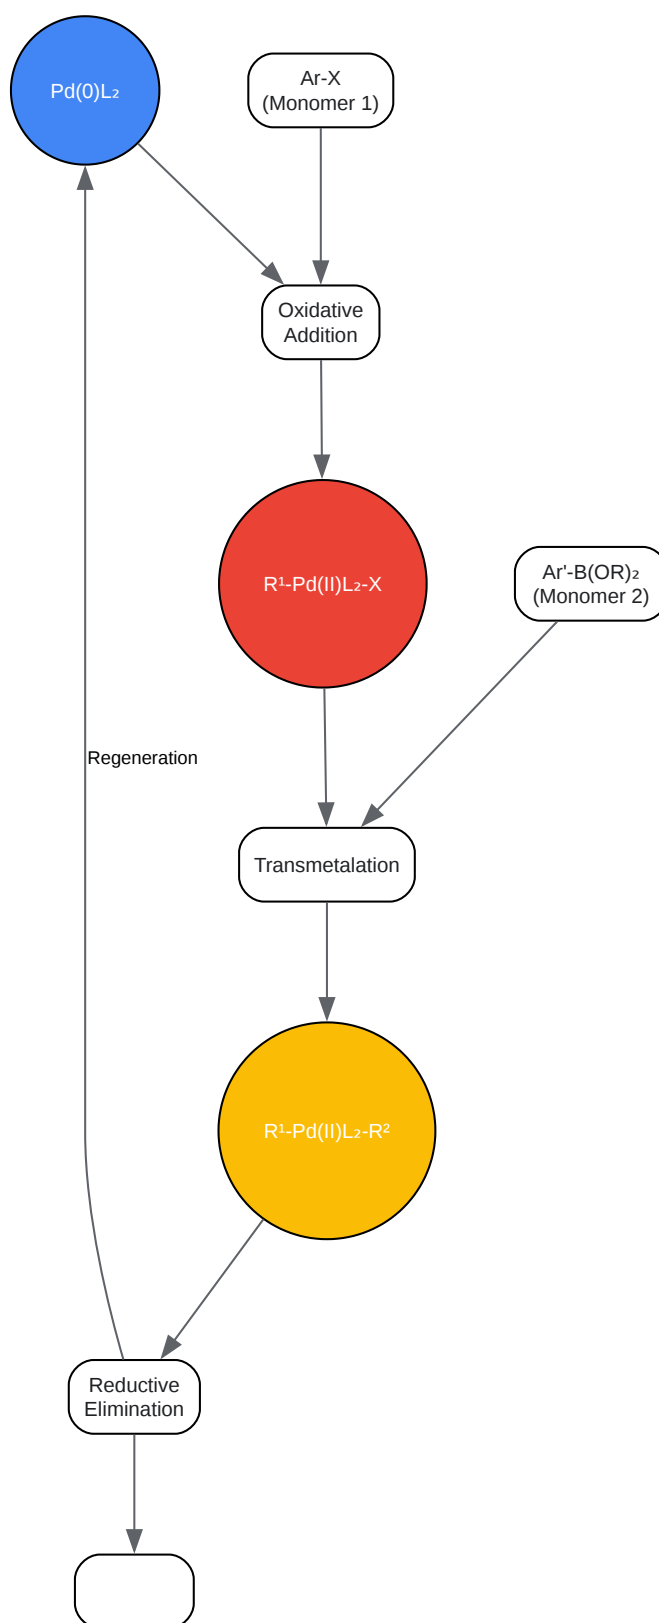 Pd(0)L₂
Ar-X
(Monomer 1)
Oxidative
Addition
R¹-Pd(II)L₂-X
Ar'-B(OR)₂
(Monomer 2)
Regeneration
Transmetalation
R¹-Pd(II)L₂-R²
Reductive
Elimination